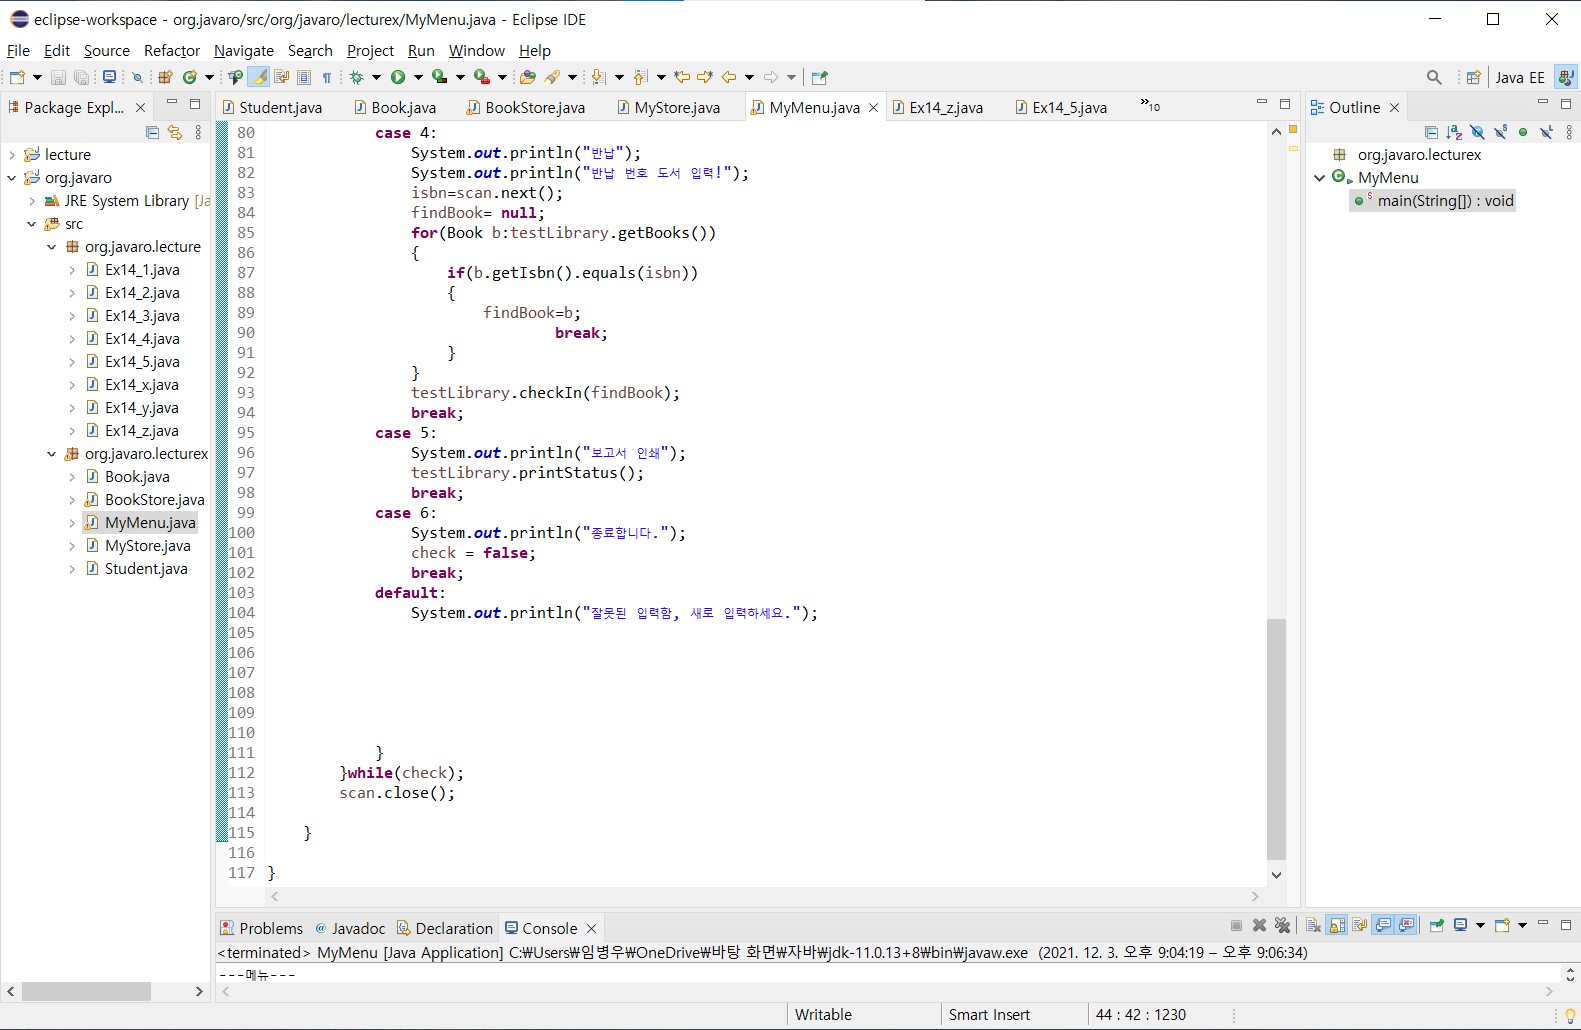 eclipse-workspace - org.javaro/src/org/javaro/lecturex/MyMenu.java - Eclipse IDE
File Edit Source Refactor Navigate Search Project Run Window Help
Java EE
Package Expl...
Student.java Book.java BookStore.java MyStore.java MyMenu.java Ex14_z.java Ex14_5.java »10
Outline
lecture
org.javaro
JRE System Library [Ja
src
org.javaro.lecture
Ex14_1.java
Ex14_2.java
Ex14_3.java
Ex14_4.java
Ex14_5.java
Ex14_x.java
Ex14_y.java
Ex14_z.java
org.javaro.lecturex
Book.java
BookStore.java
MyMenu.java
MyStore.java
Student.java
80 case 4:
81 System.out.println("반납");
82 System.out.println("반납 번호 도서 입력!");
83 isbn=scan.next();
84 findBook= null;
85 for(Book b:testLibrary.getBooks())
86 {
87 if(b.getIsbn().equals(isbn))
88 {
89 findBook=b;
90 break;
91 }
92 }
93 testLibrary.checkIn(findBook);
94 break;
95 case 5:
96 System.out.println("보고서 인쇄");
97 testLibrary.printStatus();
98 break;
99 case 6:
100 System.out.println("종료합니다.");
101 check = false;
102 break;
103 default:
104 System.out.println("잘못된 입력함, 새로 입력하세요.");
105
106
107
108
109
110
111 }
112 }while(check);
113 scan.close();
114
115 }
116
117 }
org.javaro.lecturex
MyMenu
main(String[]) : void
Problems @ Javadoc Declaration Console
<terminated> MyMenu [Java Application] C:₩Users₩임병우₩OneDrive₩바탕 화면₩자바₩jdk-11.0.13+8₩bin₩javaw.exe (2021. 12. 3. 오후 9:04:19 – 오후 9:06:34)
---메뉴---
Writable Smart Insert 44 : 42 : 1230